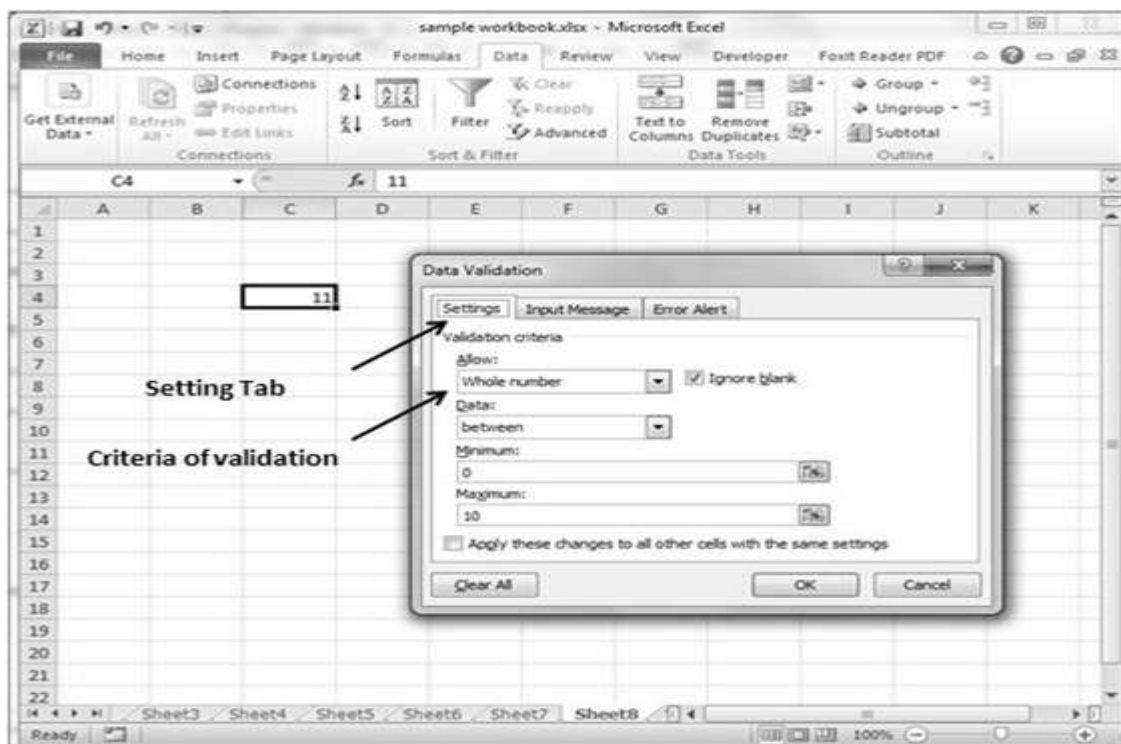 sample workbook.xlsx - Microsoft Excel
File Home Insert Page Layout Formulas Data Review View Developer Foxit Reader PDF
Get External Data
Refresh All
Connections
Properties
Edit Links
Connections
Sort
Filter
Clear
Reapply
Advanced
Sort & Filter
Text to Columns
Remove Duplicates
Data Tools
Group
Ungroup
Subtotal
Outline
C4 fx 11
A B C D E F G H I J K
1
2
3
4 11
5
6
7
8
9
10
11
12
13
14
15
16
17
18
19
20
21
22
Setting Tab
Criteria of validation
Data Validation
Settings Input Message Error Alert
Validation criteria
Allow:
Whole number Ignore blank
Data:
between
Minimum:
0
Maximum:
10
Apply these changes to all other cells with the same settings
Clear All OK Cancel
Sheet3 Sheet4 Sheet5 Sheet6 Sheet7 Sheet8
Ready 100%